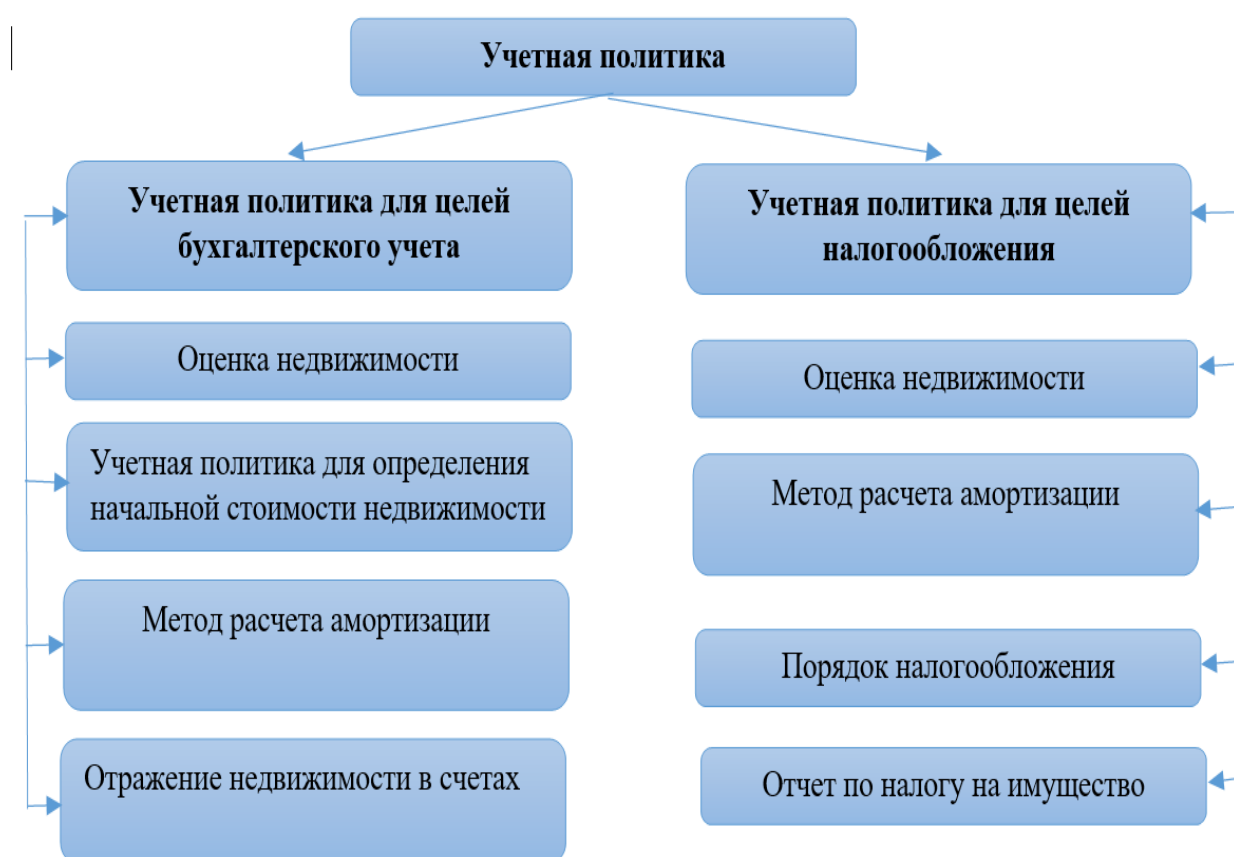 Учетная политика
Учетная политика для целей
бухгалтерского учета
Оценка недвижимости
Учетная политика для определения
начальной стоимости недвижимости
Метод расчета амортизации
Отражение недвижимости в счетах
Учетная политика для целей
налогообложения
Оценка недвижимости
Метод расчета амортизации
Порядок налогообложения
Отчет по налогу на имущество